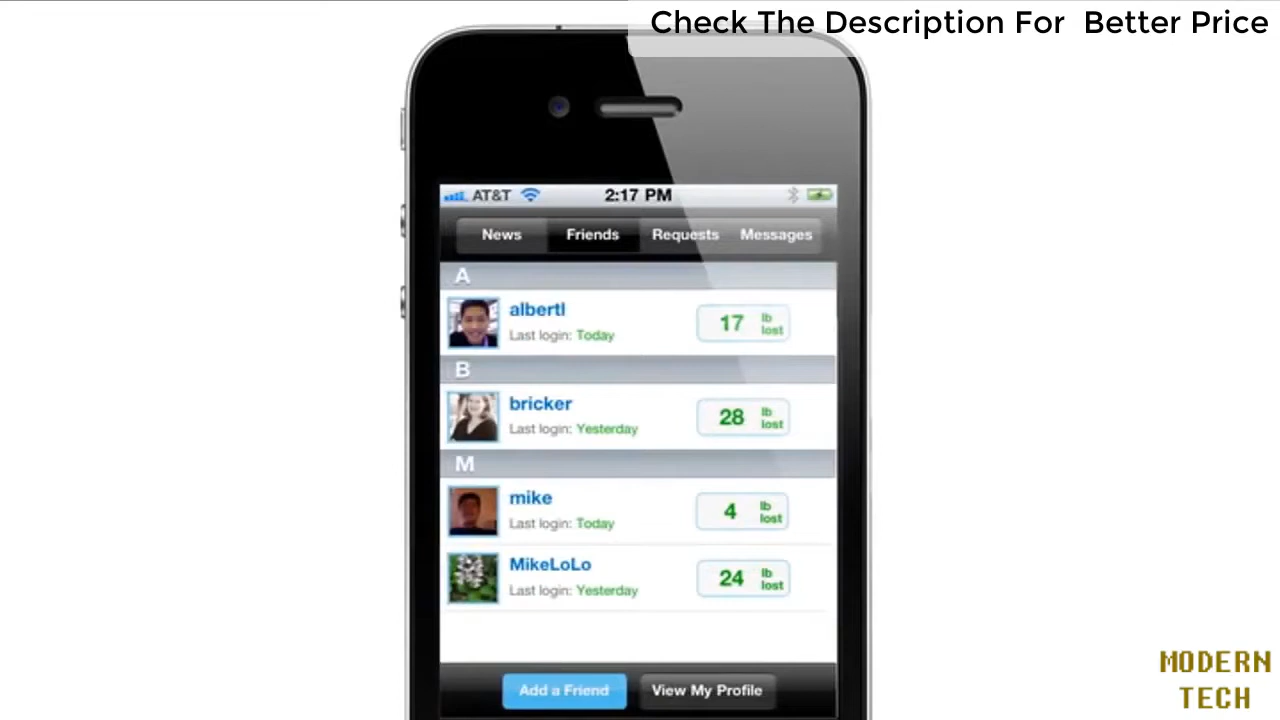 Check The Description For Better Price
AT&T 2:17 PM
News Friends Requests Messages
A
albertl
Last login: Today
17 lb lost
B
bricker
Last login: Yesterday
28 lb lost
M
mike
Last login: Today
4 lb lost
MikeLoLo
Last login: Yesterday
24 lb lost
Add a Friend View My Profile
MODERN
TECH